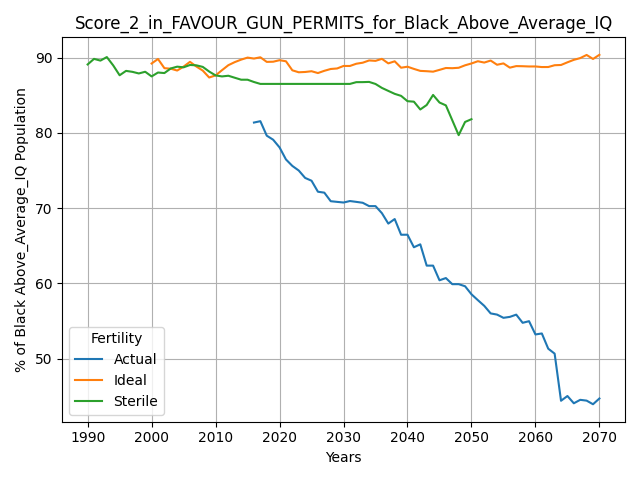 Score_2_in_FAVOUR_GUN_PERMITS_for_Black_Above_Average_IQ
% of Black Above_Average_IQ Population
90
80
70
60
50
Fertility
Actual
Ideal
Sterile
1990 2000 2010 2020 2030 2040 2050 2060 2070
Years